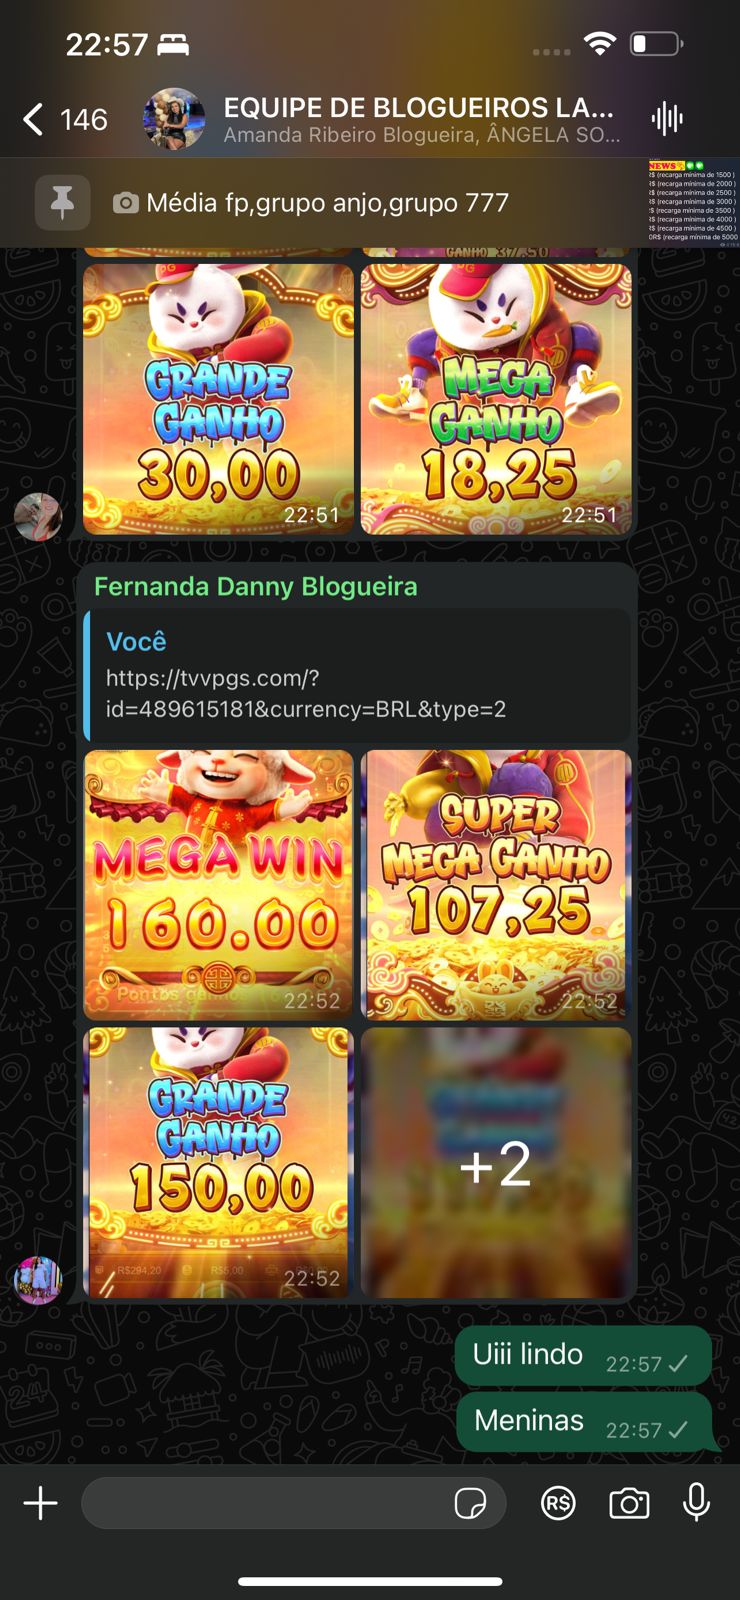 22:57
146
EQUIPE DE BLOGUEIROS LA...
Amanda Ribeiro Blogueira, ÂNGELA SO...
Média fp,grupo anjo,grupo 777
NEWS
R$ (recarga mínima de 1500 )
R$ (recarga mínima de 2000 )
R$ (recarga mínima de 2500 )
R$ (recarga mínima de 3000 )
R$ (recarga mínima de 3500 )
R$ (recarga mínima de 4000 )
R$ (recarga mínima de 4500 )
0R$ (recarga mínima de 5000
GANHO 37,50
GRANDE
GANHO
30,00
22:51
MEGA
GANHO
18,25
22:51
Fernanda Danny Blogueira
Você
https://tvvpgs.com/?
id=489615181&currency=BRL&type=2
MEGA WIN
160.00
22:52
SUPER
MEGA GANHO
107,25
22:52
GRANDE
GANHO
150,00
R$294,20
R$5,00
22:52
+2
Uiii lindo
22:57
Meninas
22:57
R$